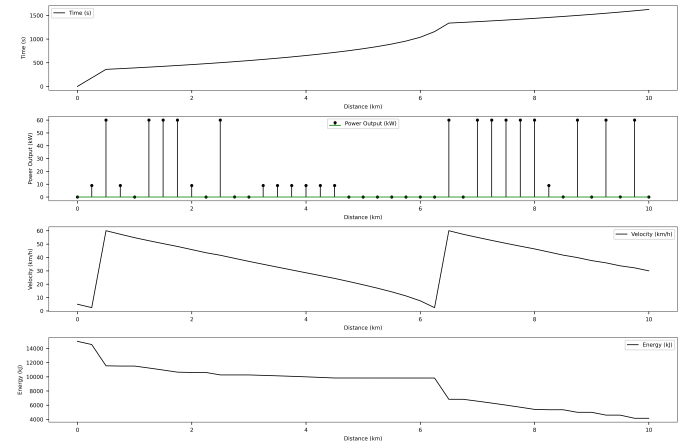 Time (s)
1500
1000
500
0
Time (s)
0 2 4 6 8 10
Distance (km)
Power Output (kW)
60
50
40
30
20
10
0
Power Output (kW)
0 2 4 6 8 10
Distance (km)
Velocity (km/h)
60
50
40
30
20
10
0
Velocity (km/h)
0 2 4 6 8 10
Distance (km)
Energy (kJ)
14000
12000
10000
8000
6000
4000
Energy (kJ)
0 2 4 6 8 10
Distance (km)